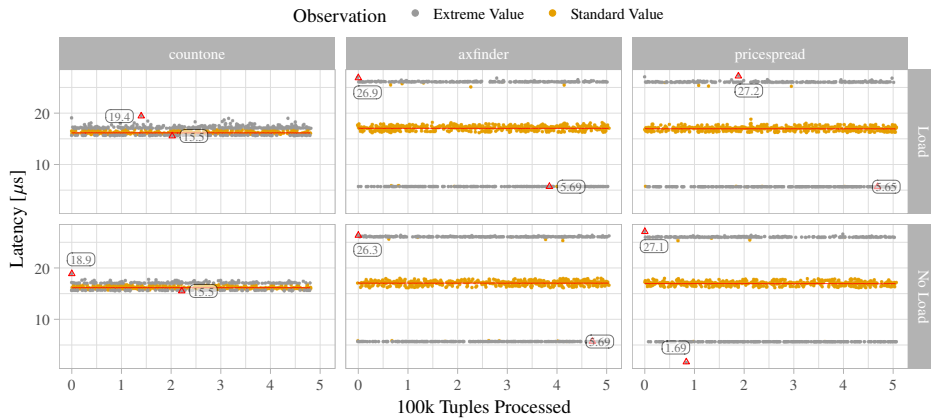 Observation Extreme Value Standard Value
countone axfinder pricespread
Latency [μs]
20
10
19.4
15.5
26.9
5.69
27.2
5.65
Load
20
10
18.9
15.5
26.3
5.69
27.1
1.69
No Load
0 1 2 3 4 5 0 1 2 3 4 5 0 1 2 3 4 5
100k Tuples Processed